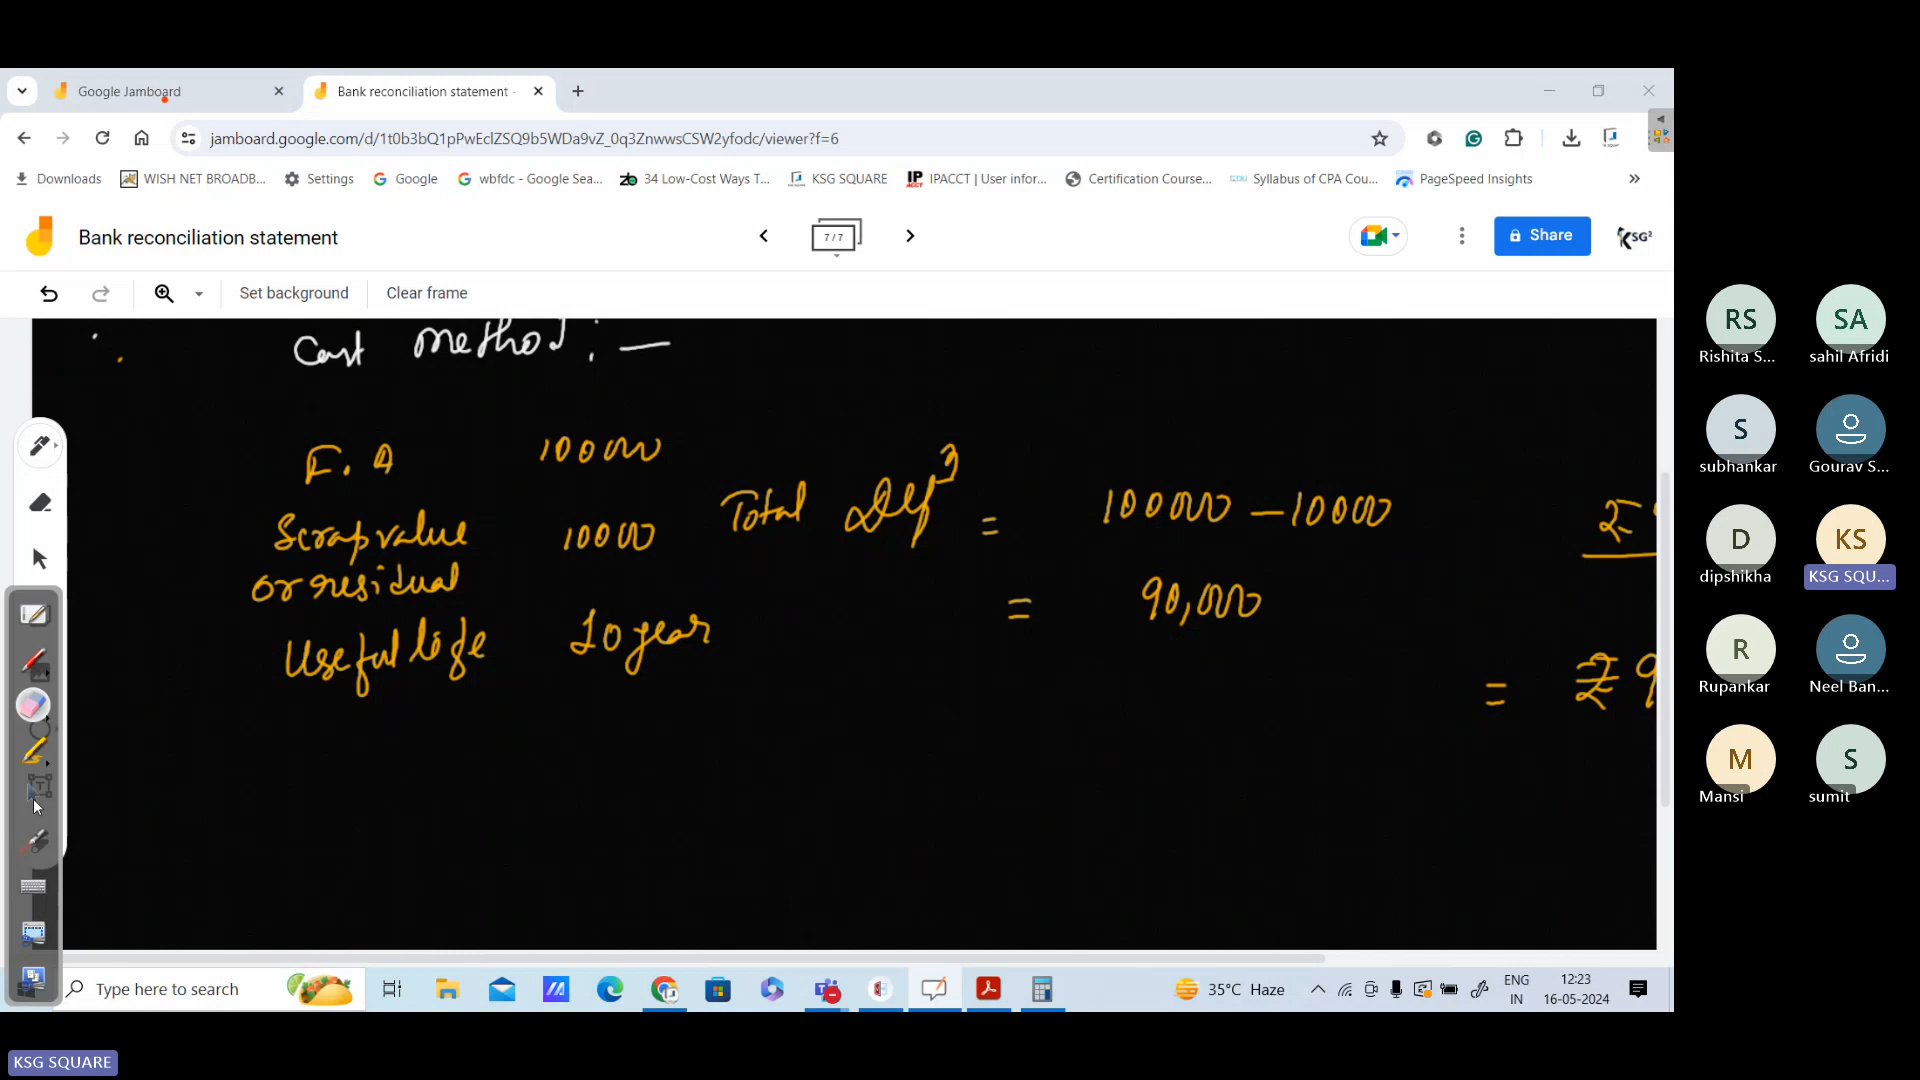 Google Jamboard
Bank reconciliation statement -
jamboard.google.com/d/1t0b3bQ1pPwEclZSQ9b5WDa9vZ_0q3ZnwwsCSW2yfodc/viewer?f=6
Downloads WISH NET BROADB... Settings Google wbfdc - Google Sea... 34 Low-Cost Ways T... KSG SQUARE IPACCT | User infor... Certification Course... Syllabus of CPA Cou... PageSpeed Insights
Bank reconciliation statement
7 / 7
Share
KSG²
Set background Clear frame
Cost Method : —
F. A 100000
Scrap value 10000
or residual
Useful life 10 year
Total Dep = 100000 — 10000
= 90,000
= ₹ 9
RS SA
Rishita S... sahil Afridi
S
subhankar Gourav S...
D KS
dipshikha KSG SQU...
R
Rupankar Neel Ban...
M S
Mansi sumit
Type here to search
35°C Haze
ENG
IN
12:23
16-05-2024
KSG SQUARE